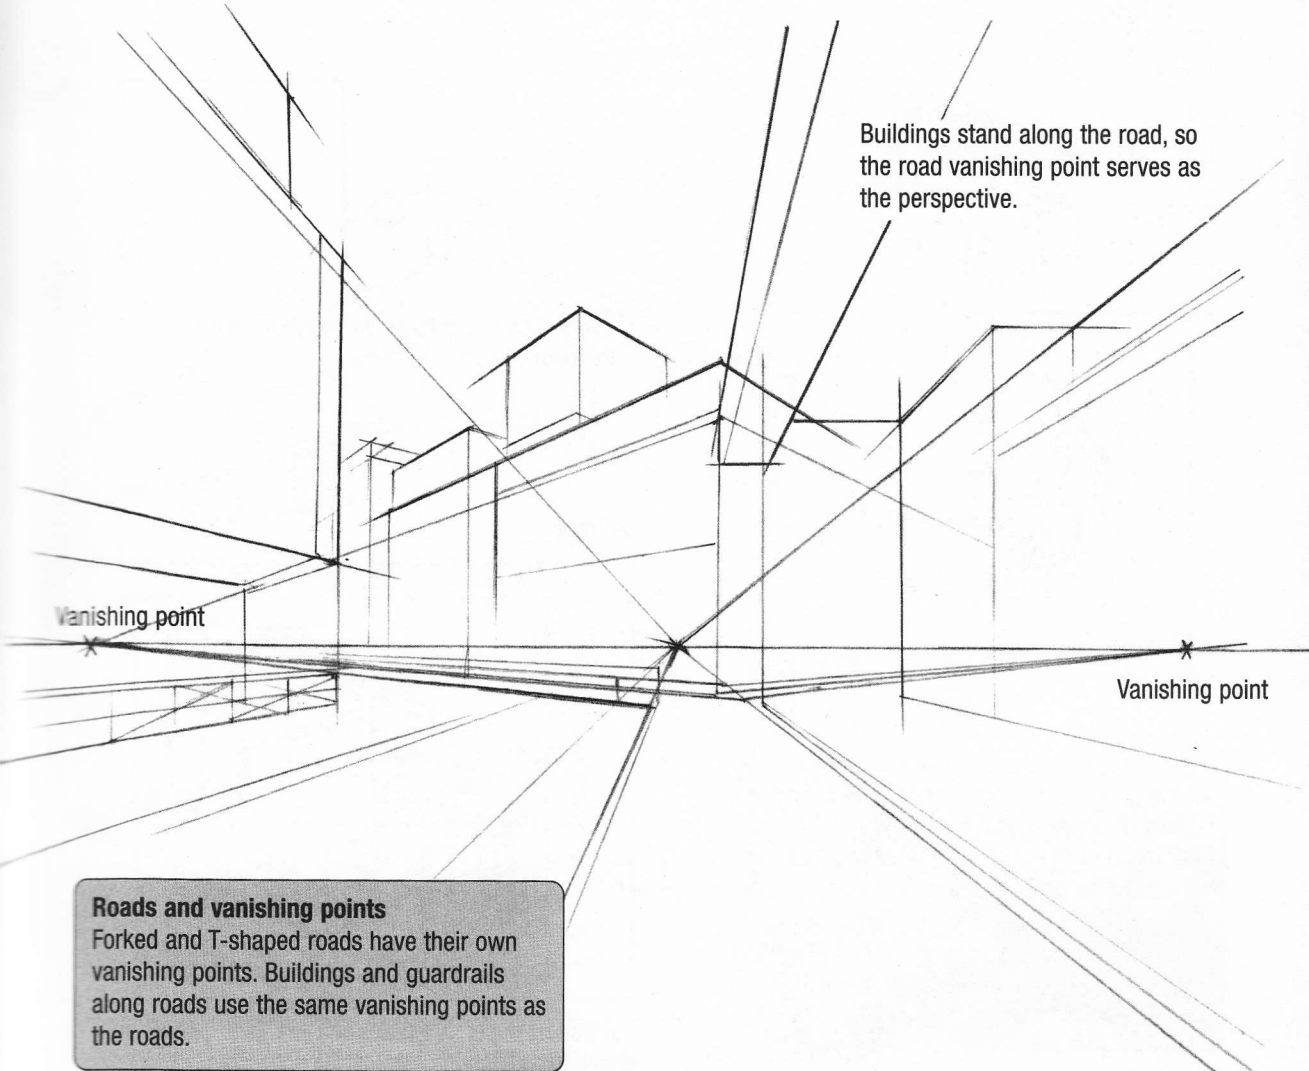 Buildings stand along the road, so
the road vanishing point serves as
the perspective.
Vanishing point
Vanishing point
Roads and vanishing points
Forked and T-shaped roads have their own
vanishing points. Buildings and guardrails
along roads use the same vanishing points as
the roads.